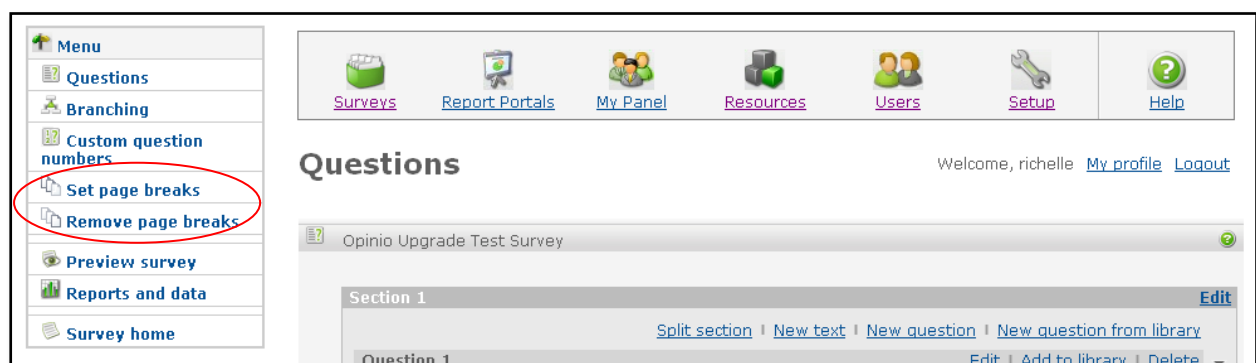 Menu
Questions
Branching
Custom question
numbers
Set page breaks
Remove page breaks
Preview survey
Reports and data
Survey home
Surveys Report Portals My Panel Resources Users Setup Help
Questions Welcome, richelle My profile Logout
Opinio Upgrade Test Survey
Section 1 Edit
Split section | New text | New question | New question from library
Question 1 Edit | Add to library | Delete